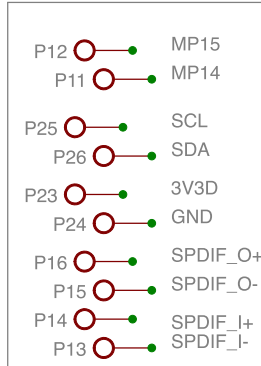 P12 MP15
P11 MP14
P25 SCL
P26 SDA
P23 3V3D
P24 GND
P16 SPDIF_O+
P15 SPDIF_O-
P14 SPDIF_I+
P13 SPDIF_I-